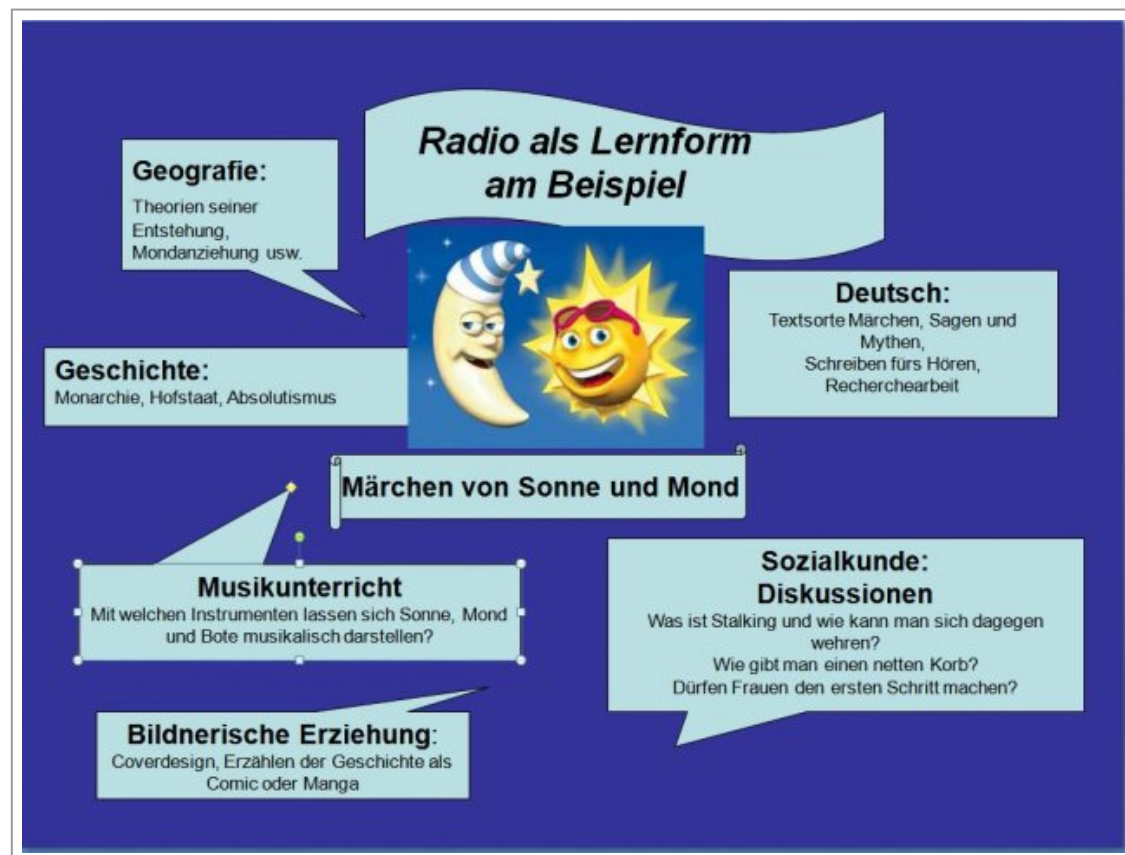 Radio als Lernform
am Beispiel
Geografie:
Theorien seiner
Entstehung,
Mondanziehung usw.
Deutsch:
Textsorte Märchen, Sagen und
Mythen,
Schreiben fürs Hören,
Recherchearbeit
Geschichte:
Monarchie, Hofstaat, Absolutismus
Märchen von Sonne und Mond
Musikunterricht
Mit welchen Instrumenten lassen sich Sonne, Mond
und Bote musikalisch darstellen?
Sozialkunde:
Diskussionen
Was ist Stalking und wie kann man sich dagegen
wehren?
Wie gibt man einen netten Korb?
Dürfen Frauen den ersten Schritt machen?
Bildnerische Erziehung:
Coverdesign, Erzählen der Geschichte als
Comic oder Manga